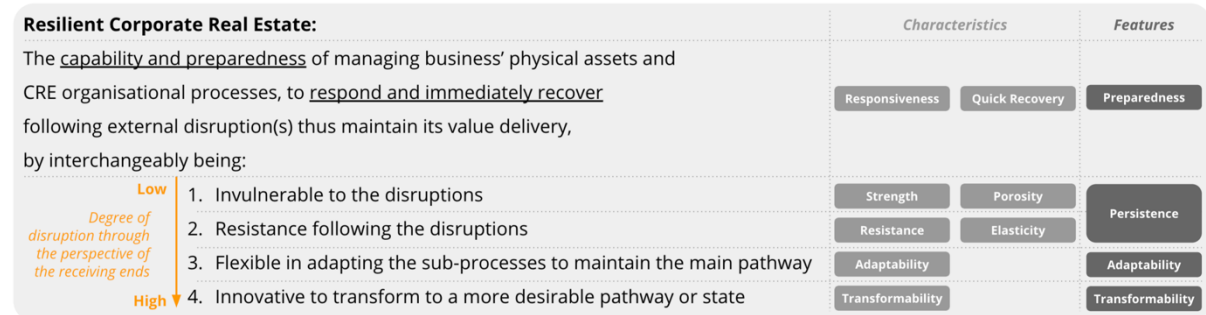 Resilient Corporate Real Estate: Characteristics Features
The capability and preparedness of managing business’ physical assets and
CRE organisational processes, to respond and immediately recover
Responsiveness Quick Recovery Preparedness
following external disruption(s) thus maintain its value delivery,
by interchangeably being:
Low
Degree of
disruption through
the perspective of
the receiving ends
High
1. Invulnerable to the disruptions
Strength Porosity
Persistence
2. Resistance following the disruptions
Resistance Elasticity
3. Flexible in adapting the sub-processes to maintain the main pathway
Adaptability Adaptability
4. Innovative to transform to a more desirable pathway or state
Transformability Transformability